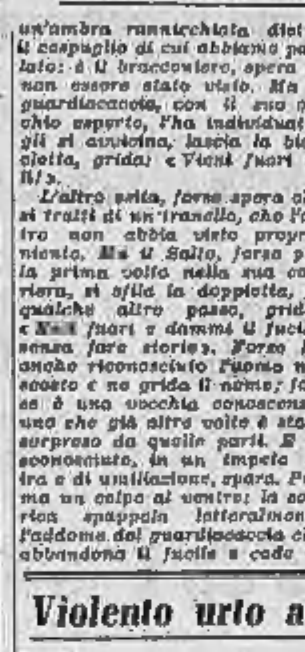 un'ombra rannicchiata diet
il cespuglio di cui abbiamo pa
lato: è il bracconiere, spera
non essere stato visto. Ma
guardiacaccia, con il suo
chio esperto, l'ha individuat
gli si avvicina, lascia la bi
cletta, grida: « Vieni fuori
lì!».
L'altro esita, forse spera c
si tratti di un tranello, che l'a
tro non abbia visto propr
niente. Ma il Gallo, forse p
la prima volta nella sua ca
riera, si sfila la doppietta,
qualche altro passo, grid
« Vieni fuori e dammi il fucil
senza fare storie». Forse
anche riconosciuto l'uomo n
scosto e ne grida il nome; fo
se è una vecchia conoscenz
uno che già altre volte è sta
sorpreso da quelle parti. E
sconosciuto, in un impeto
ira e di umiliazione, spara. P
ma un colpo al ventre: la sc
rica spappola letteralmen
l'addome del guardiacaccia c
abbandona il fucile e cade
Violento urto a